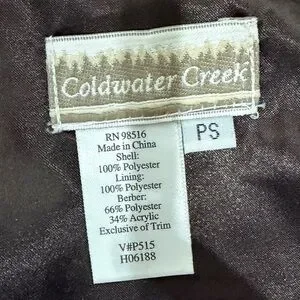 Coldwater Creek
PS
RN 98516
Made in China
Shell:
100% Polyester
Lining:
100% Polyester
Berber:
66% Polyester
34% Acrylic
Exclusive of Trim
V#P515
H06188